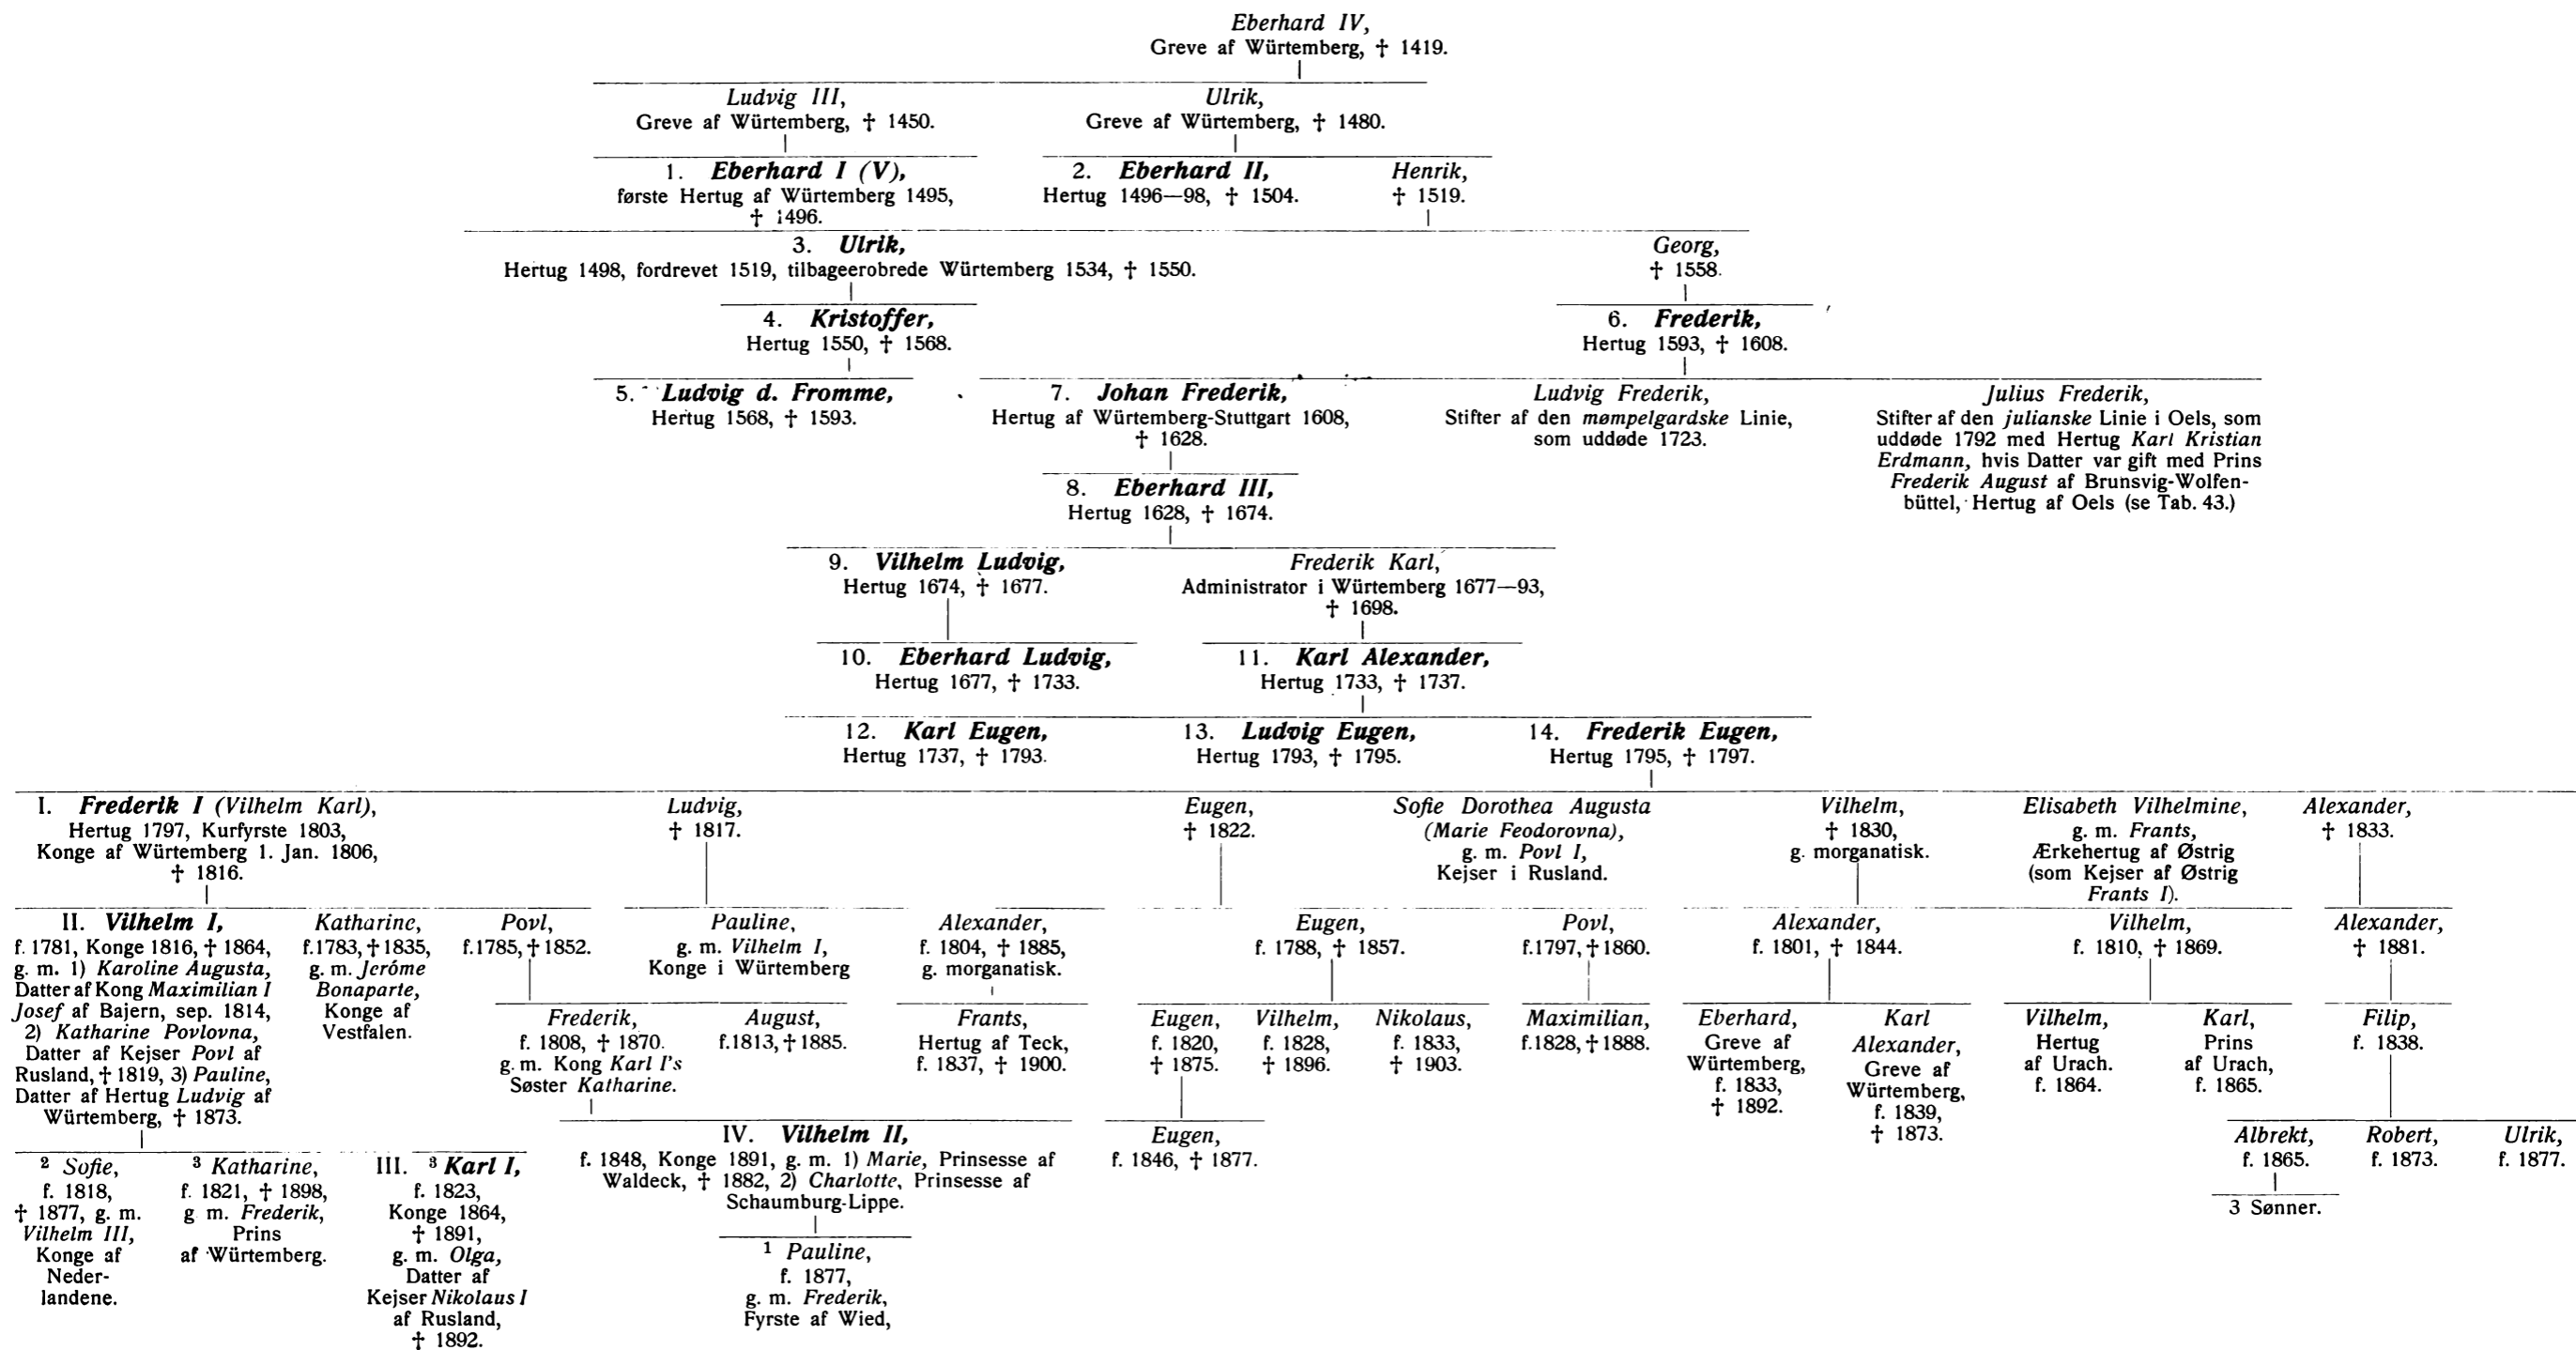 Eberhard IV,
Greve af Würtemberg, † 1419.
Ludvig III,
Greve af Würtemberg, † 1450.
Ulrik,
Greve af Würtemberg, † 1480.
1. Eberhard I (V),
første Hertug af Würtemberg 1495,
† 1496.
2. Eberhard II,
Hertug 1496—98, † 1504.
Henrik,
† 1519.
3. Ulrik,
Hertug 1498, fordrevet 1519, tilbageerobrede Würtemberg 1534, † 1550.
Georg,
† 1558.
4. Kristoffer,
Hertug 1550, † 1568.
6. Frederik,
Hertug 1593, † 1608.
5. Ludvig d. Fromme,
Hertug 1568, † 1593.
7. Johan Frederik,
Hertug af Würtemberg-Stuttgart 1608,
† 1628.
Ludvig Frederik,
Stifter af den mømpelgardske Linie,
som uddøde 1723.
Julius Frederik,
Stifter af den julianske Linie i Oels, som
uddøde 1792 med Hertug Karl Kristian
Erdmann, hvis Datter var gift med Prins
Frederik August af Brunsvig-Wolfen-
büttel, Hertug af Oels (se Tab. 43.)
8. Eberhard III,
Hertug 1628, † 1674.
9. Vilhelm Ludvig,
Hertug 1674, † 1677.
Frederik Karl,
Administrator i Würtemberg 1677—93,
† 1698.
10. Eberhard Ludvig,
Hertug 1677, † 1733.
11. Karl Alexander,
Hertug 1733, † 1737.
12. Karl Eugen,
Hertug 1737, † 1793.
13. Ludvig Eugen,
Hertug 1793, † 1795.
14. Frederik Eugen,
Hertug 1795, † 1797.
I. Frederik I (Vilhelm Karl),
Hertug 1797, Kurfyrste 1803,
Konge af Würtemberg 1. Jan. 1806,
† 1816.
Ludvig,
† 1817.
Eugen,
† 1822.
Sofie Dorothea Augusta
(Marie Feodorovna),
g. m. Povl I,
Kejser i Rusland.
Vilhelm,
† 1830,
g. morganatisk.
Elisabeth Vilhelmine,
g. m. Frants,
Ærkehertug af Østrig
(som Kejser af Østrig
Frants I).
Alexander,
† 1833.
II. Vilhelm I,
f. 1781, Konge 1816, † 1864,
g. m. 1) Karoline Augusta,
Datter af Kong Maximilian I
Josef af Bajern, sep. 1814,
2) Katharine Povlovna,
Datter af Kejser Povl af
Rusland, † 1819, 3) Pauline,
Datter af Hertug Ludvig af
Würtemberg, † 1873.
Katharine,
f.1783, †1835,
g. m. Jerôme
Bonaparte,
Konge af
Vestfalen.
Povl,
f.1785, †1852.
Pauline,
g. m. Vilhelm I,
Konge i Würtemberg
Alexander,
f. 1804, † 1885,
g. morganatisk.
Eugen,
f. 1788, † 1857.
Povl,
f.1797, †1860.
Alexander,
f. 1801, † 1844.
Vilhelm,
f. 1810, † 1869.
Alexander,
† 1881.
Frederik,
f. 1808, † 1870.
g. m. Kong Karl I's
Søster Katharine.
August,
f.1813, †1885.
Frants,
Hertug af Teck,
f. 1837, † 1900.
Eugen,
f. 1820,
† 1875.
Vilhelm,
f. 1828,
† 1896.
Nikolaus,
f. 1833,
† 1903.
Maximilian,
f.1828, †1888.
Eberhard,
Greve af
Würtemberg,
f. 1833,
† 1892.
Karl
Alexander,
Greve af
Würtemberg,
f. 1839,
† 1873.
Vilhelm,
Hertug
af Urach.
f. 1864.
Karl,
Prins
af Urach,
f. 1865.
Filip,
f. 1838.
² Sofie,
f. 1818,
† 1877, g. m.
Vilhelm III,
Konge af
Neder-
landene.
³ Katharine,
f. 1821, † 1898,
g. m. Frederik,
Prins
af Würtemberg.
III. ³ Karl I,
f. 1823,
Konge 1864,
† 1891,
g. m. Olga,
Datter af
Kejser Nikolaus I
af Rusland,
† 1892.
IV. Vilhelm II,
f. 1848, Konge 1891, g. m. 1) Marie, Prinsesse af
Waldeck, † 1882, 2) Charlotte, Prinsesse af
Schaumburg-Lippe.
Eugen,
f. 1846, † 1877.
Albrekt,
f. 1865.
Robert,
f. 1873.
Ulrik,
f. 1877.
3 Sønner.
¹ Pauline,
f. 1877,
g. m. Frederik,
Fyrste af Wied,